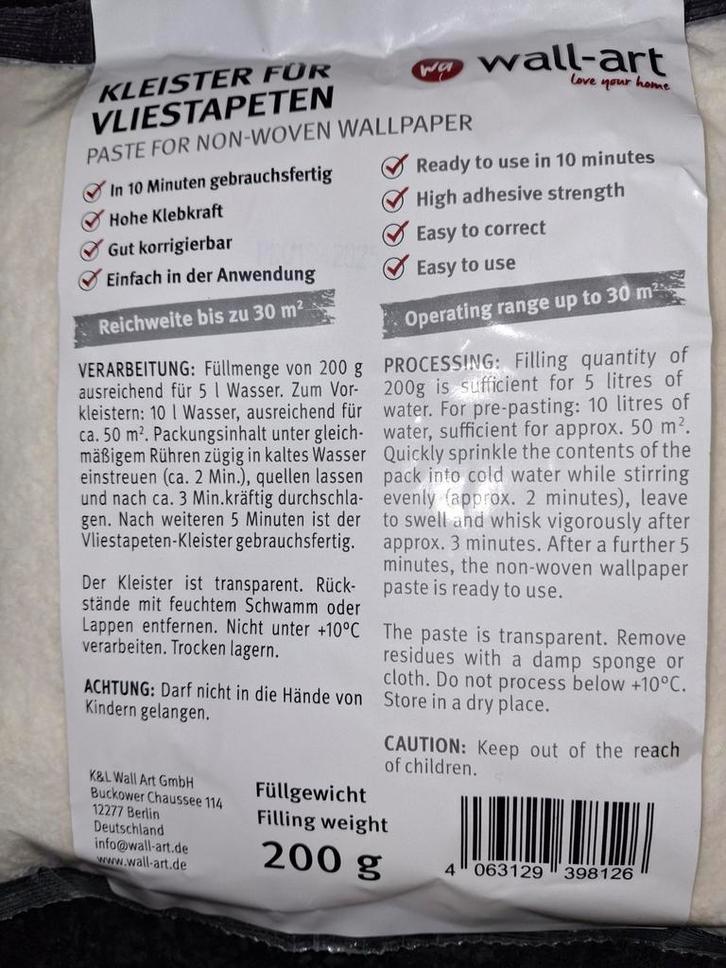 KLEISTER FÜR
VLIESTAPETEN
PASTE FOR NON-WOVEN WALLPAPER
wa wall-art
love your home
In 10 Minuten gebrauchsfertig
Hohe Klebkraft
Gut korrigierbar
Einfach in der Anwendung
Reichweite bis zu 30 m²
VERARBEITUNG: Füllmenge von 200 g
ausreichend für 5 l Wasser. Zum Vor-
kleistern: 10 l Wasser, ausreichend für
ca. 50 m². Packungsinhalt unter gleich-
mäßigem Rühren zügig in kaltes Wasser
einstreuen (ca. 2 Min.), quellen lassen
und nach ca. 3 Min.kräftig durchschla-
gen. Nach weiteren 5 Minuten ist der
Vliestapeten-Kleister gebrauchsfertig.
Der Kleister ist transparent. Rück-
stände mit feuchtem Schwamm oder
Lappen entfernen. Nicht unter +10°C
verarbeiten. Trocken lagern.
ACHTUNG: Darf nicht in die Hände von
Kindern gelangen.
Ready to use in 10 minutes
High adhesive strength
Easy to correct
Easy to use
Operating range up to 30 m²
PROCESSING: Filling quantity of
200g is sufficient for 5 litres of
water. For pre-pasting: 10 litres of
water, sufficient for approx. 50 m².
Quickly sprinkle the contents of the
pack into cold water while stirring
evenly (approx. 2 minutes), leave
to swell and whisk vigorously after
approx. 3 minutes. After a further 5
minutes, the non-woven wallpaper
paste is ready to use.
The paste is transparent. Remove
residues with a damp sponge or
cloth. Do not process below +10°C.
Store in a dry place.
CAUTION: Keep out of the reach
of children.
K&L Wall Art GmbH
Buckower Chaussee 114
12277 Berlin
Deutschland
info@wall-art.de
www.wall-art.de
Füllgewicht
Filling weight
200 g
4 063129 398126